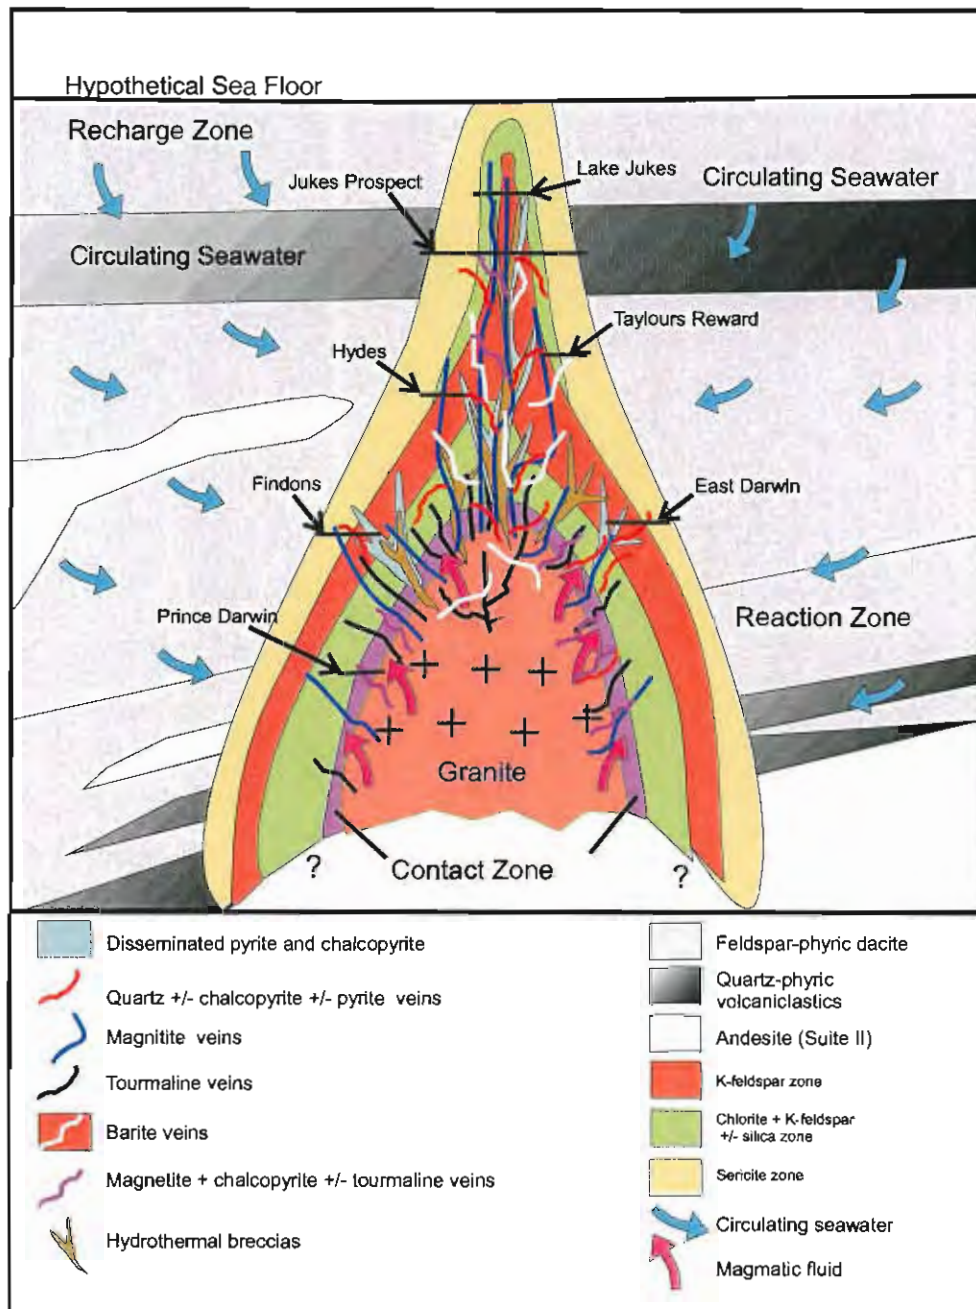 Hypothetical Sea Floor
Recharge Zone
Jukes Prospect
Lake Jukes
Circulating Seawater
Circulating Seawater
Taylours Reward
Hydes
Findons
East Darwin
Prince Darwin
Reaction Zone
Granite
Contact Zone
?
?
Disseminated pyrite and chalcopyrite
Quartz +/- chalcopyrite +/- pyrite veins
Magnitite veins
Tourmaline veins
Barite veins
Magnetite + chalcopyrite +/- tourmaline veins
Hydrothermal breccias
Feldspar-phyric dacite
Quartz-phyric
volcaniclastics
Andesite (Suite II)
K-feldspar zone
Chlorite + K-feldspar
+/- silica zone
Sericite zone
Circulating seawater
Magmatic fluid